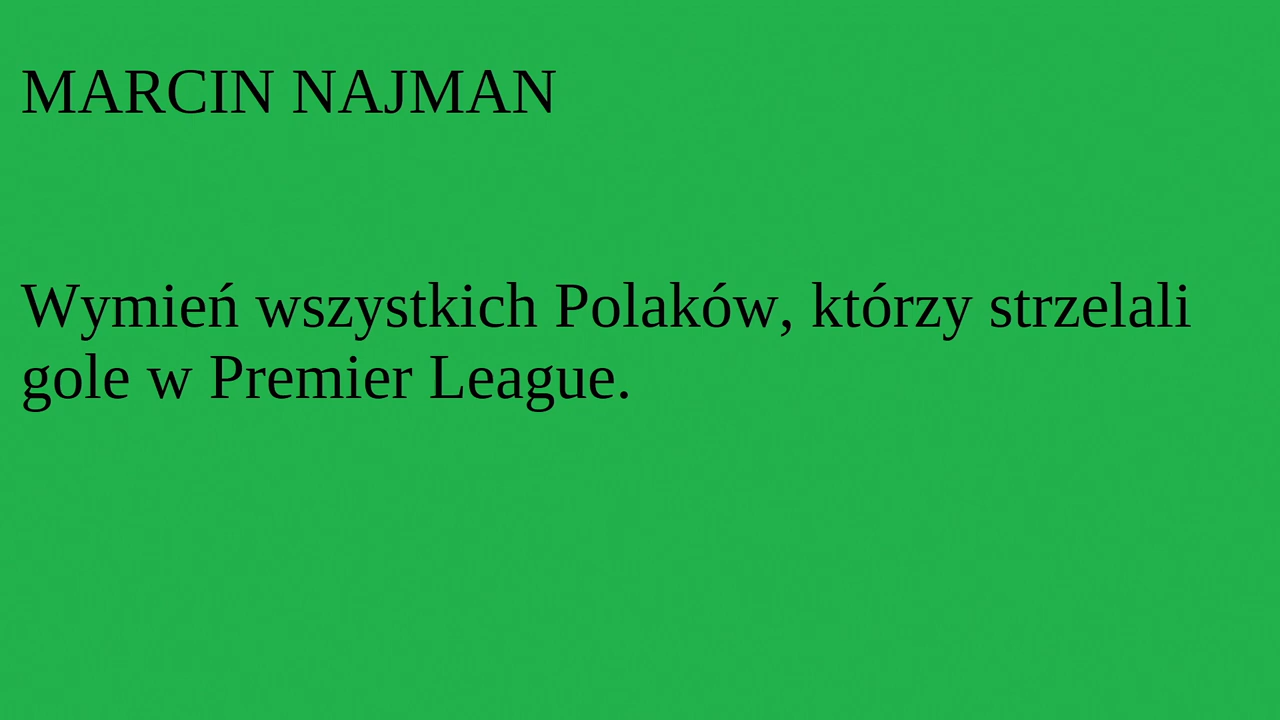 MARCIN NAJMAN
Wymień wszystkich Polaków, którzy strzelali
gole w Premier League.